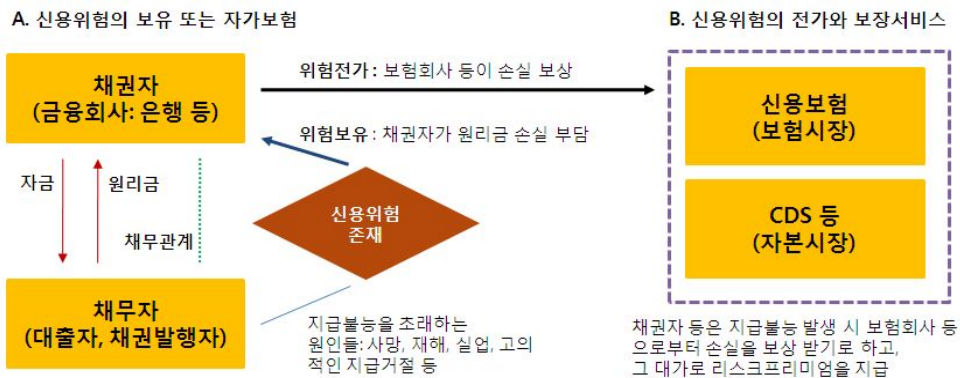 A. 신용위험의 보유 또는 자가보험
B. 신용위험의 전가와 보장서비스
채권자
(금융회사: 은행 등)
위험전가 : 보험회사 등이 손실 보상
위험보유 : 채권자가 원리금 손실 부담
신용보험
(보험시장)
자금
원리금
채무관계
신용위험
존재
CDS 등
(자본시장)
채무자
(대출자, 채권발행자)
지급불능을 초래하는
원인들: 사망, 재해, 실업, 고의
적인 지급거절 등
채권자 등은 지급불능 발생 시 보험회사 등
으로부터 손실을 보상 받기로 하고,
그 대가로 리스크프리미엄을 지급